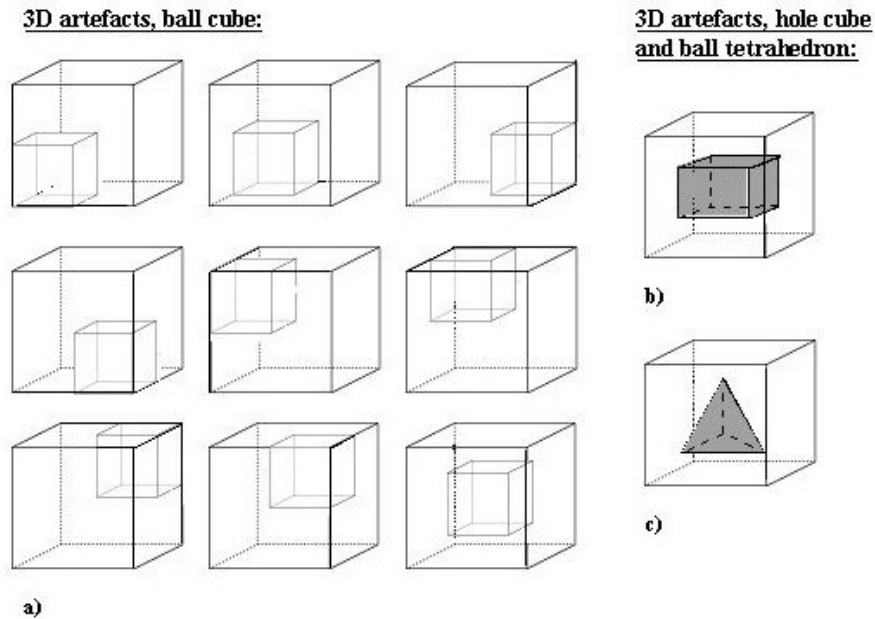 3D artefacts, ball cube:
3D artefacts, hole cube
and ball tetrahedron:
b)
c)
a)